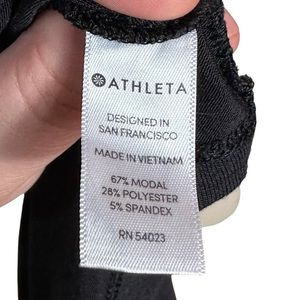 ATHLETA
DESIGNED IN
SAN FRANCISCO
MADE IN VIETNAM
67% MODAL
28% POLYESTER
5% SPANDEX
RN 54023